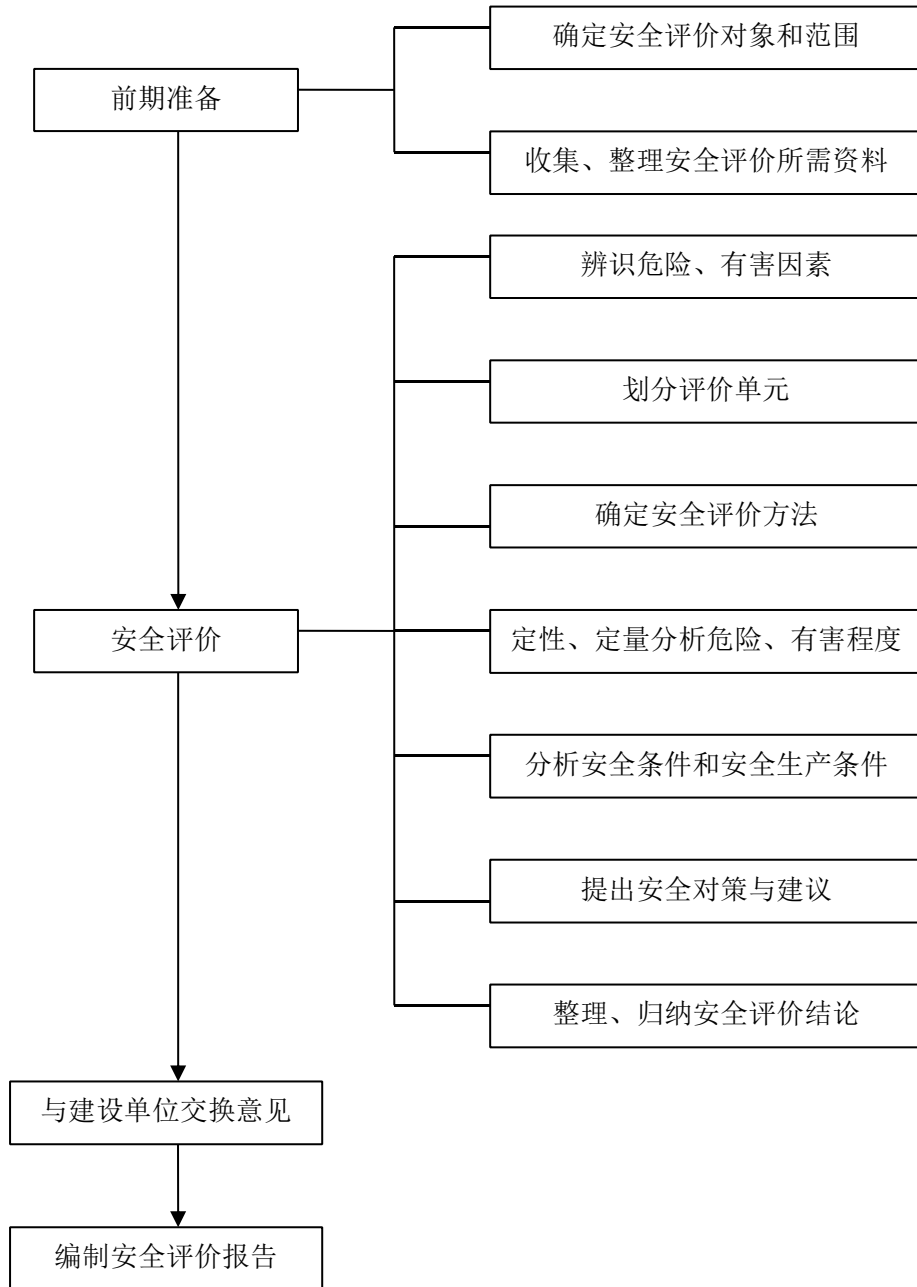 确定安全评价对象和范围
前期准备
收集、整理安全评价所需资料
辨识危险、有害因素
划分评价单元
确定安全评价方法
安全评价
定性、定量分析危险、有害程度
分析安全条件和安全生产条件
提出安全对策与建议
整理、归纳安全评价结论
与建设单位交换意见
编制安全评价报告